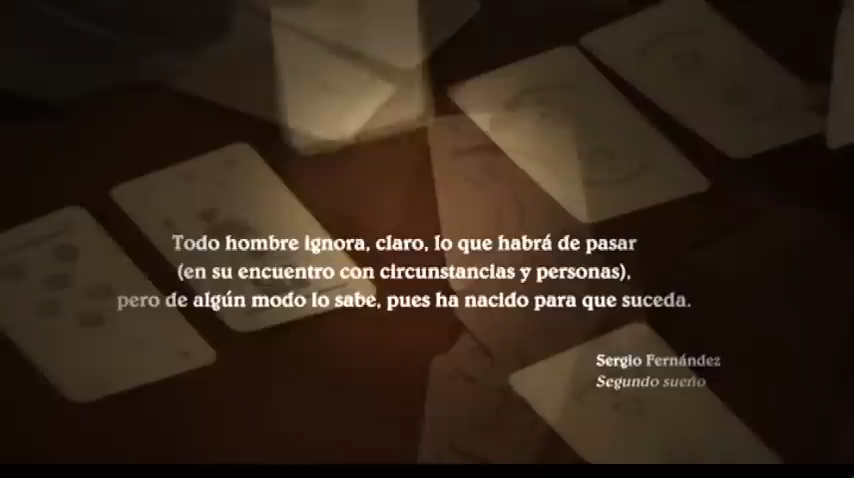 Todo hombre ignora, claro, lo que habrá de pasar
(en su encuentro con circunstancias y personas),
pero de algún modo lo sabe, pues ha nacido para que suceda.
Sergio Fernández
Segundo sueño